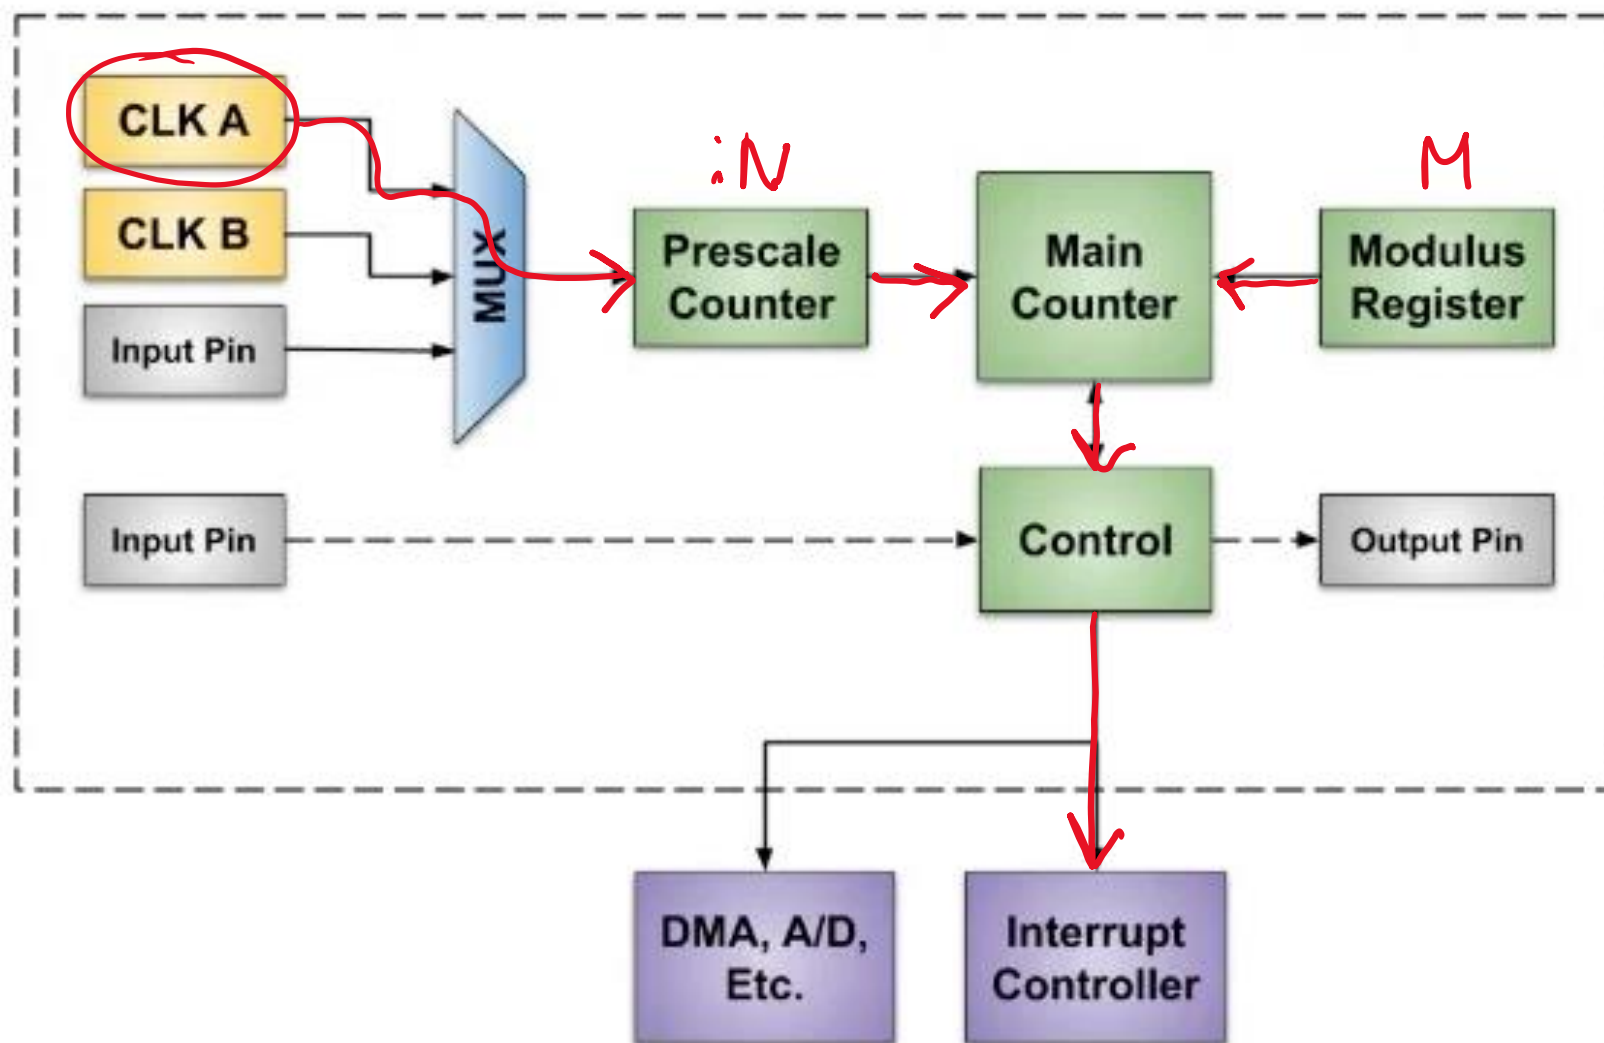 CLK A
CLK B
Input Pin
MUX
:N
Prescale
Counter
Main
Counter
M
Modulus
Register
Input Pin
Control
Output Pin
DMA, A/D,
Etc.
Interrupt
Controller